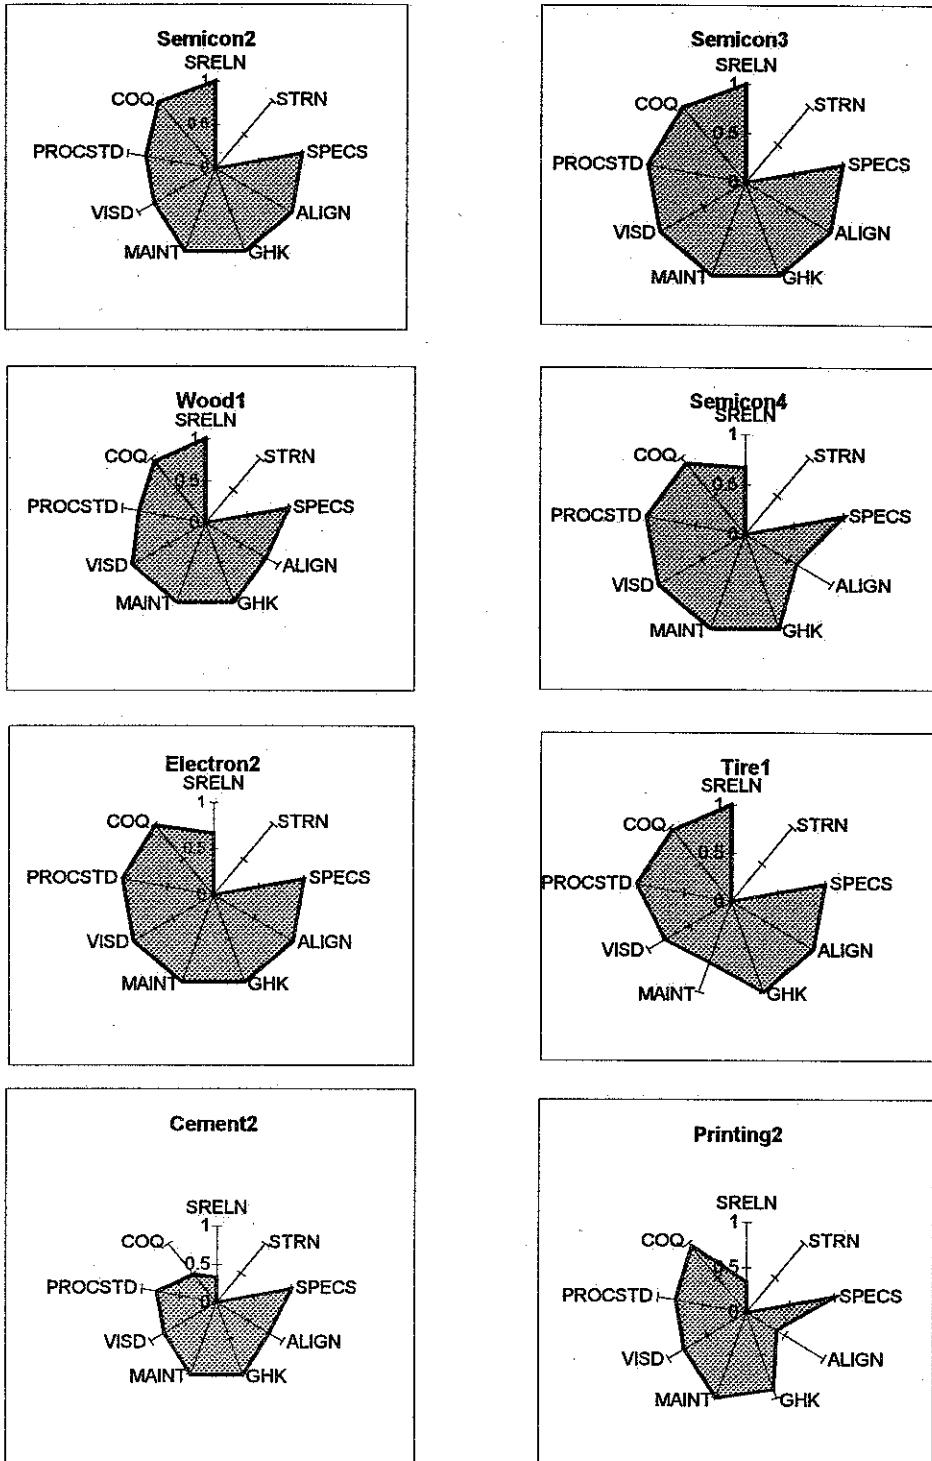 Semicon2
SRELN
1
COQ
STRN
0.5
PROCSTD
SPECS
0
VISD
ALIGN
MAINT
GHK
Semicon3
SRELN
1
COQ
STRN
0.5
PROCSTD
SPECS
0
VISD
ALIGN
MAINT
GHK
Wood1
SRELN
1
COQ
STRN
0.5
PROCSTD
SPECS
0
VISD
ALIGN
MAINT
GHK
Semicon4
SRELN
1
COQ
STRN
0.5
PROCSTD
SPECS
0
VISD
ALIGN
MAINT
GHK
Electron2
SRELN
1
COQ
STRN
0.5
PROCSTD
SPECS
0
VISD
ALIGN
MAINT
GHK
Tire1
SRELN
1
COQ
STRN
0.5
PROCSTD
SPECS
0
VISD
ALIGN
MAINT
GHK
Cement2
SRELN
1
COQ
STRN
0.5
PROCSTD
SPECS
0
VISD
ALIGN
MAINT
GHK
Printing2
SRELN
1
COQ
STRN
0.5
PROCSTD
SPECS
0
VISD
ALIGN
MAINT
GHK